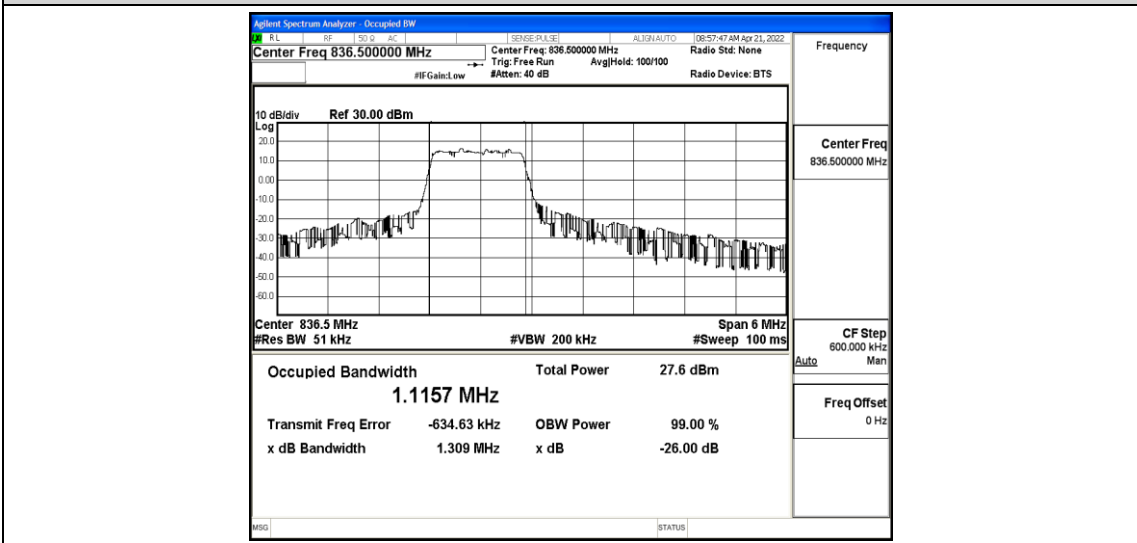 Agilent Spectrum Analyzer - Occupied BW
LXI RL RF 50 Ω AC SENSE:PULSE ALIGNAUTO 08:57:47 AM Apr 21, 2022
Center Freq 836.500000 MHz Center Freq: 836.500000 MHz Radio Std: None Frequency
Trig: Free Run Avg|Hold: 100/100
#IFGain:Low #Atten: 40 dB Radio Device: BTS
10 dB/div Ref 30.00 dBm
Log
20.0
10.0
0.00
-10.0
-20.0
-30.0
-40.0
-50.0
-60.0
Center 836.5 MHz Span 6 MHz
#Res BW 51 kHz #VBW 200 kHz #Sweep 100 ms
Occupied Bandwidth Total Power 27.6 dBm
1.1157 MHz
Transmit Freq Error -634.63 kHz OBW Power 99.00 %
x dB Bandwidth 1.309 MHz x dB -26.00 dB
Center Freq
836.500000 MHz
CF Step
600.000 kHz
Auto Man
Freq Offset
0 Hz
MSG STATUS